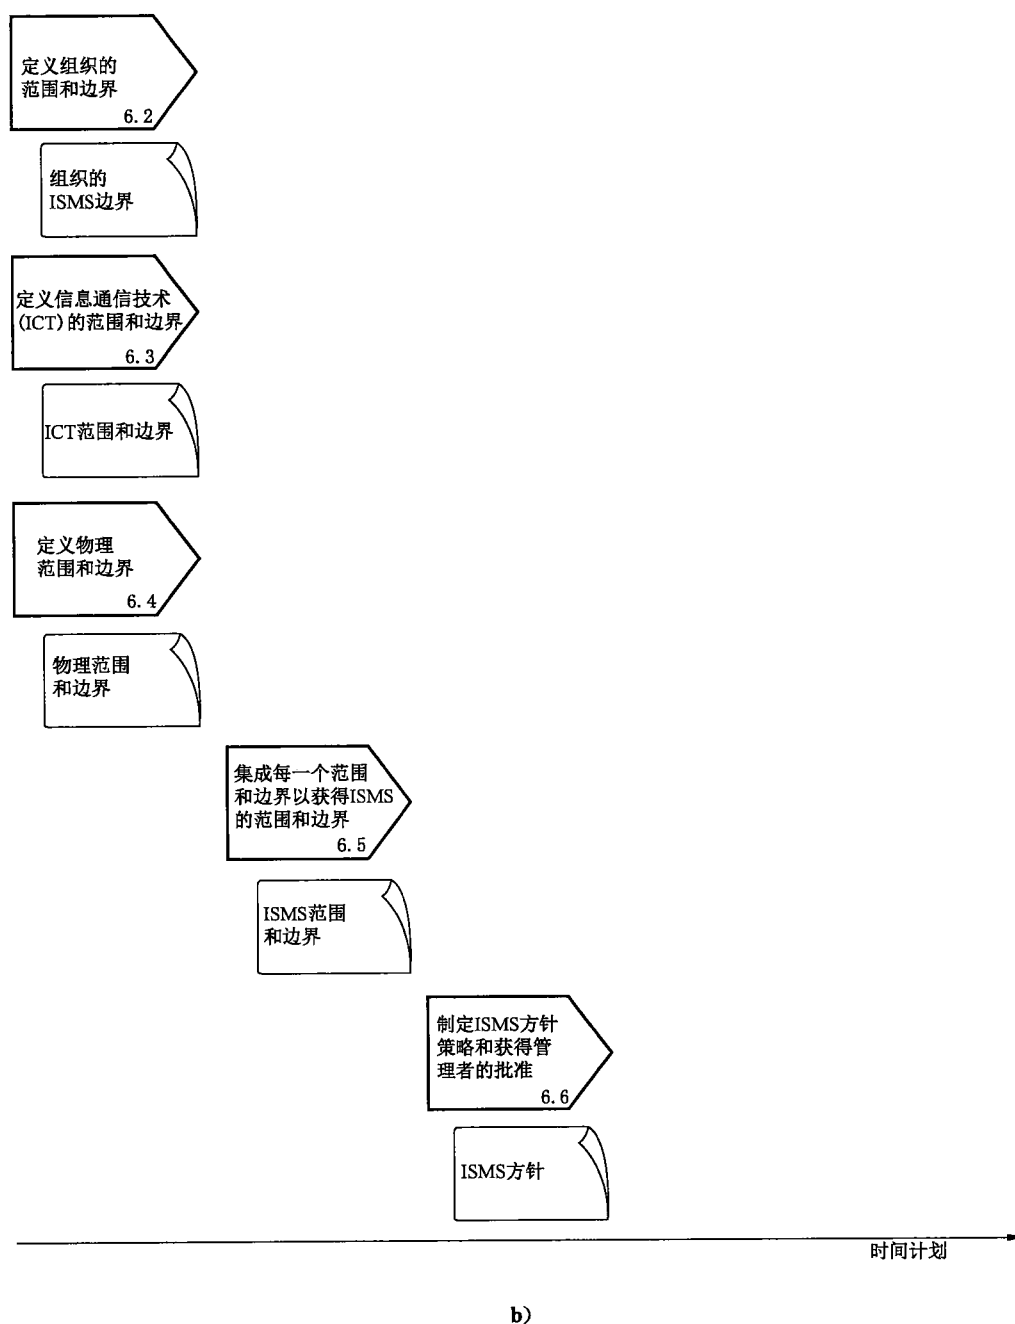 定义组织的
范围和边界
6.2
组织的
ISMS边界
定义信息通信技术
(ICT)的范围和边界
6.3
ICT范围和边界
定义物理
范围和边界
6.4
物理范围
和边界
集成每一个范围
和边界以获得ISMS
的范围和边界
6.5
ISMS范围
和边界
制定ISMS方针
策略和获得管
理者的批准
6.6
ISMS方针
时间计划
b)